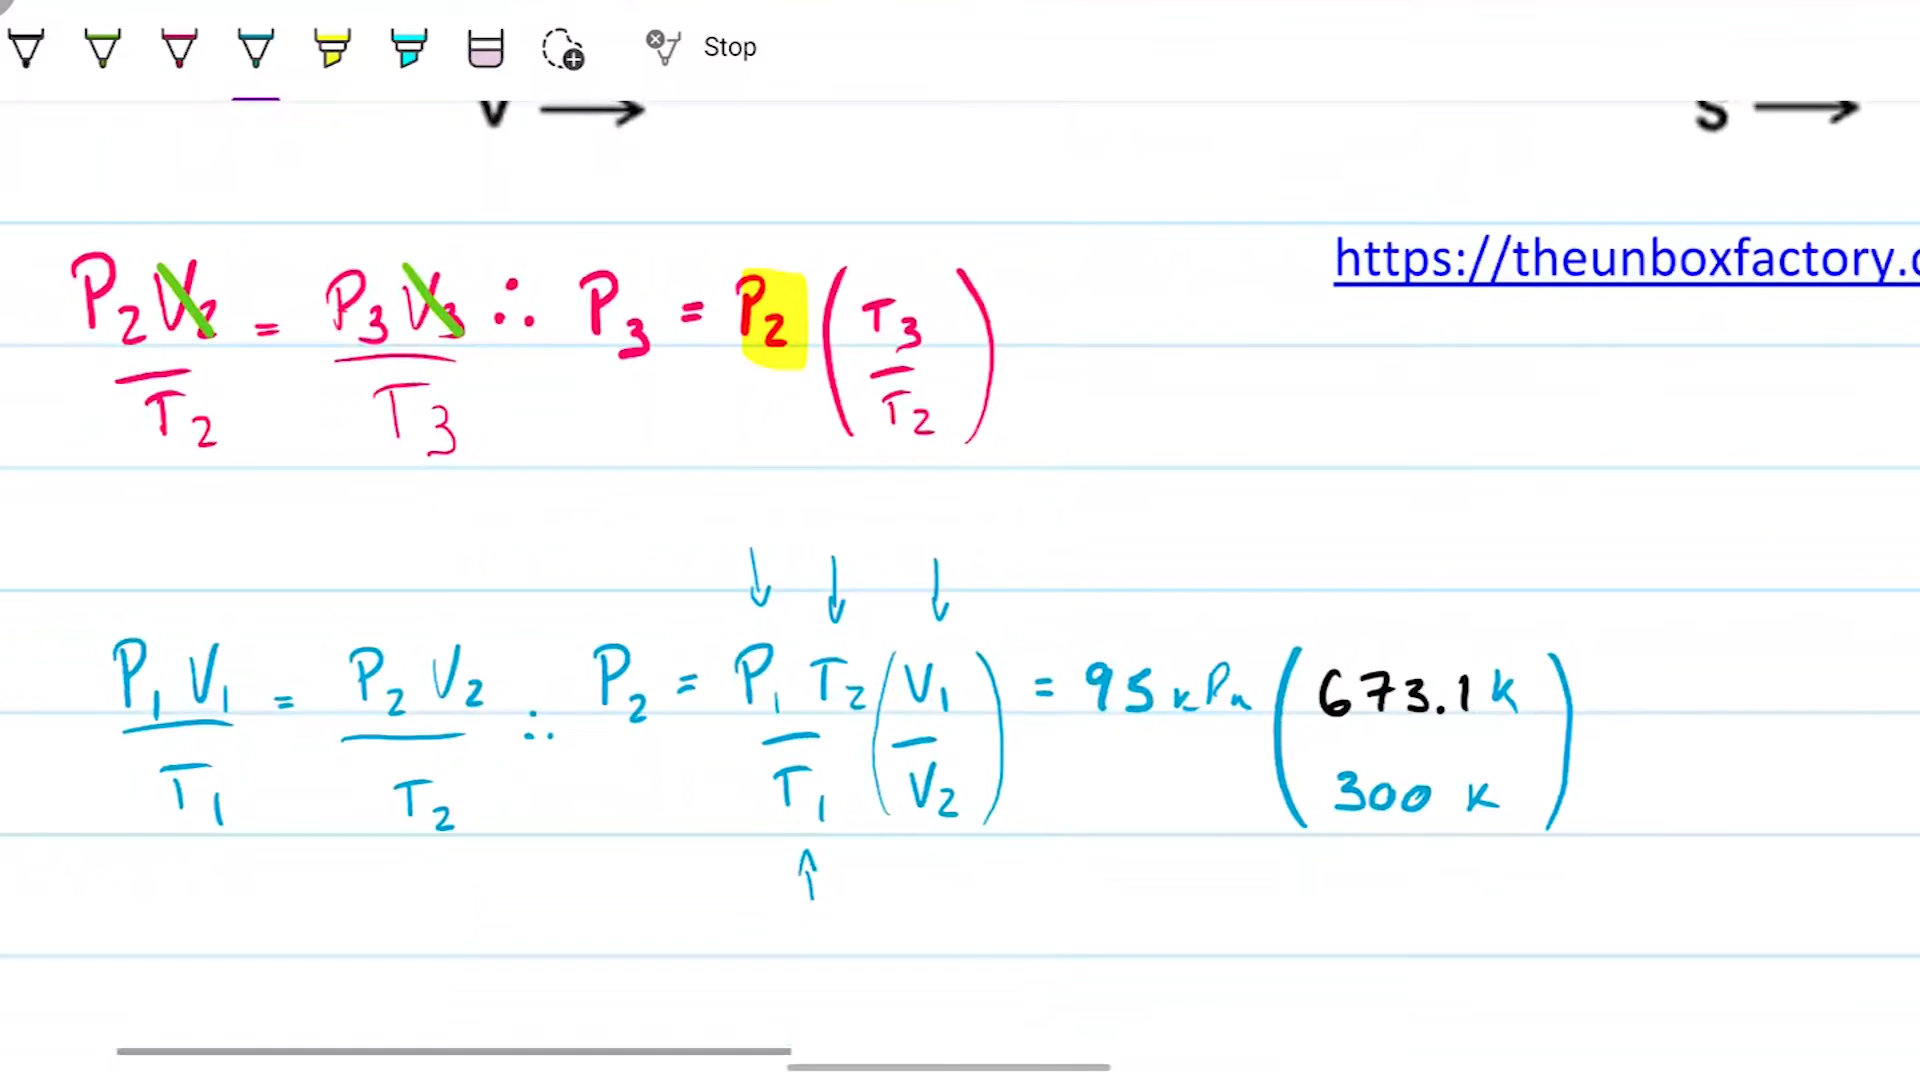 Stop
V → S →
https://theunboxfactory.
P₂V₂/T₂ = P₃V₃/T₃ ∴ P₃ = P₂ (T₃/T₂)
P₁V₁/T₁ = P₂V₂/T₂ ∴ P₂ = P₁T₂/T₁ (V₁/V₂) = 95 kPa (673.1 K 300 K)